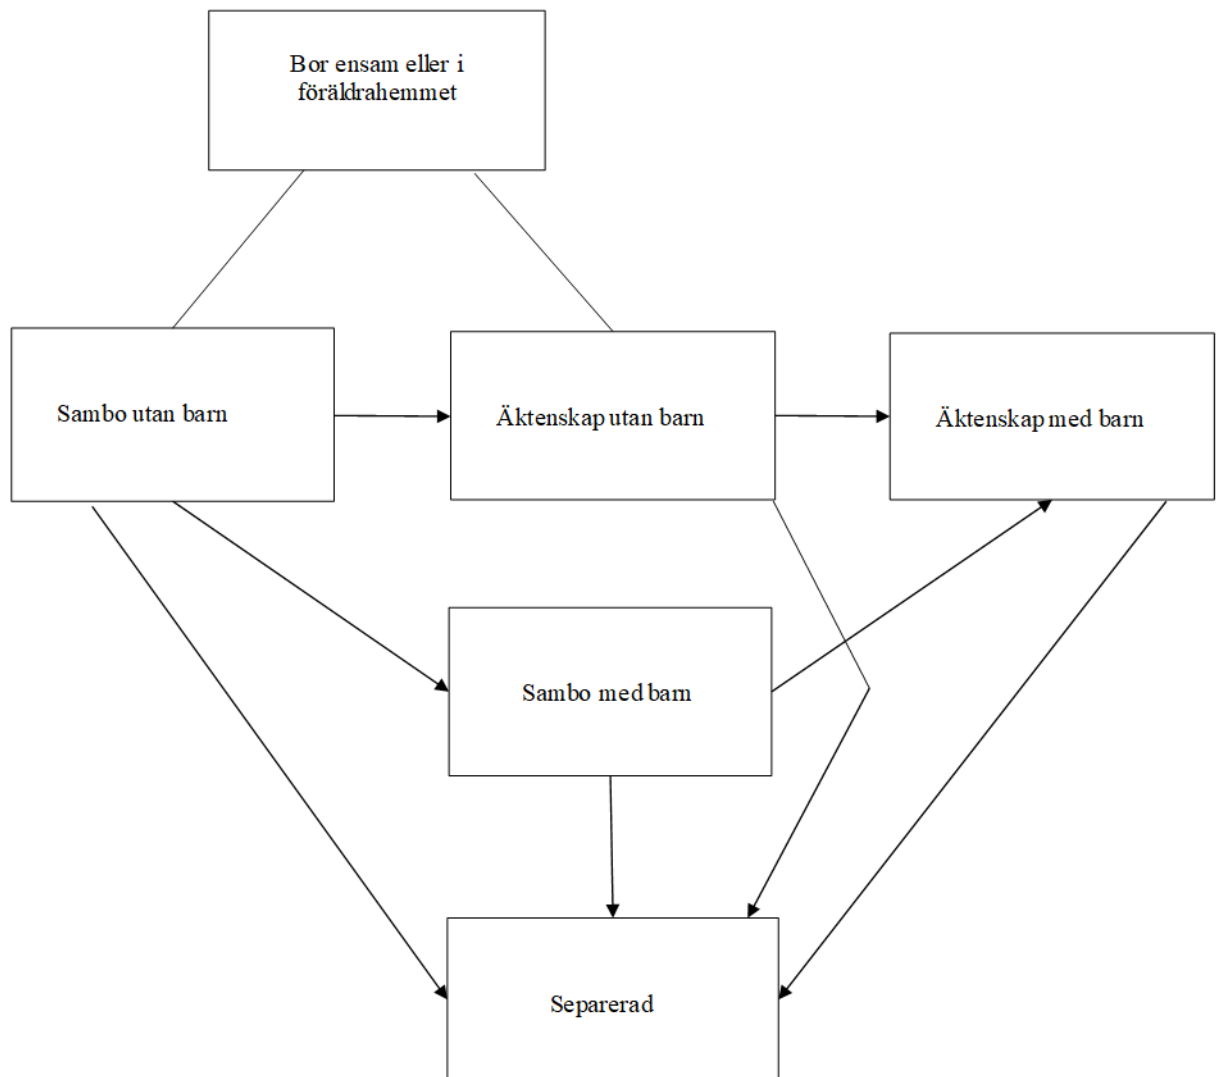 Bor ensam eller i
föräldrahemmet
Sambo utan barn
Äktenskap utan barn
Äktenskap med barn
Sambo med barn
Separerad